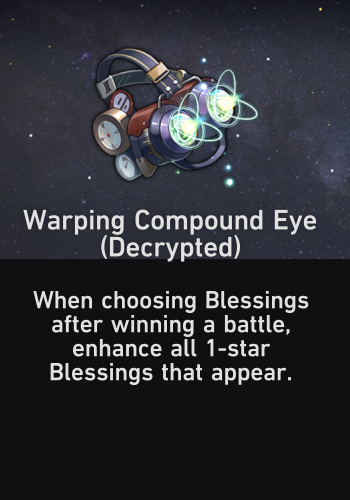 Warping Compound Eye
(Decrypted)
When choosing Blessings
after winning a battle,
enhance all 1-star
Blessings that appear.